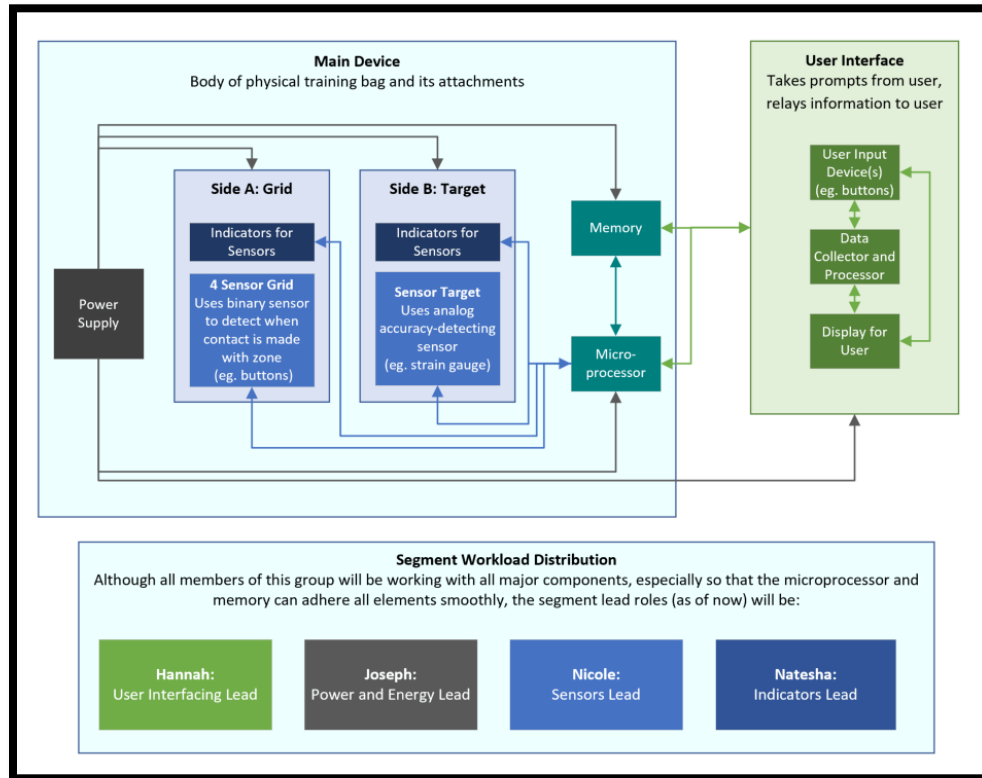 Main Device
Body of physical training bag and its attachments
User Interface
Takes prompts from user,
relays information to user
Side A: Grid
Indicators for
Sensors
4 Sensor Grid
Uses binary sensor
to detect when
contact is made
with zone
(eg. buttons)
Side B: Target
Indicators for
Sensors
Sensor Target
Uses analog
accuracy-detecting
sensor
(eg. strain gauge)
Power
Supply
Memory
Micro-
processor
User Input
Device(s)
(eg. buttons)
Data
Collector and
Processor
Display for
User
Segment Workload Distribution
Although all members of this group will be working with all major components, especially so that the microprocessor and
memory can adhere all elements smoothly, the segment lead roles (as of now) will be:
Hannah:
User Interfacing Lead
Joseph:
Power and Energy Lead
Nicole:
Sensors Lead
Natesha:
Indicators Lead